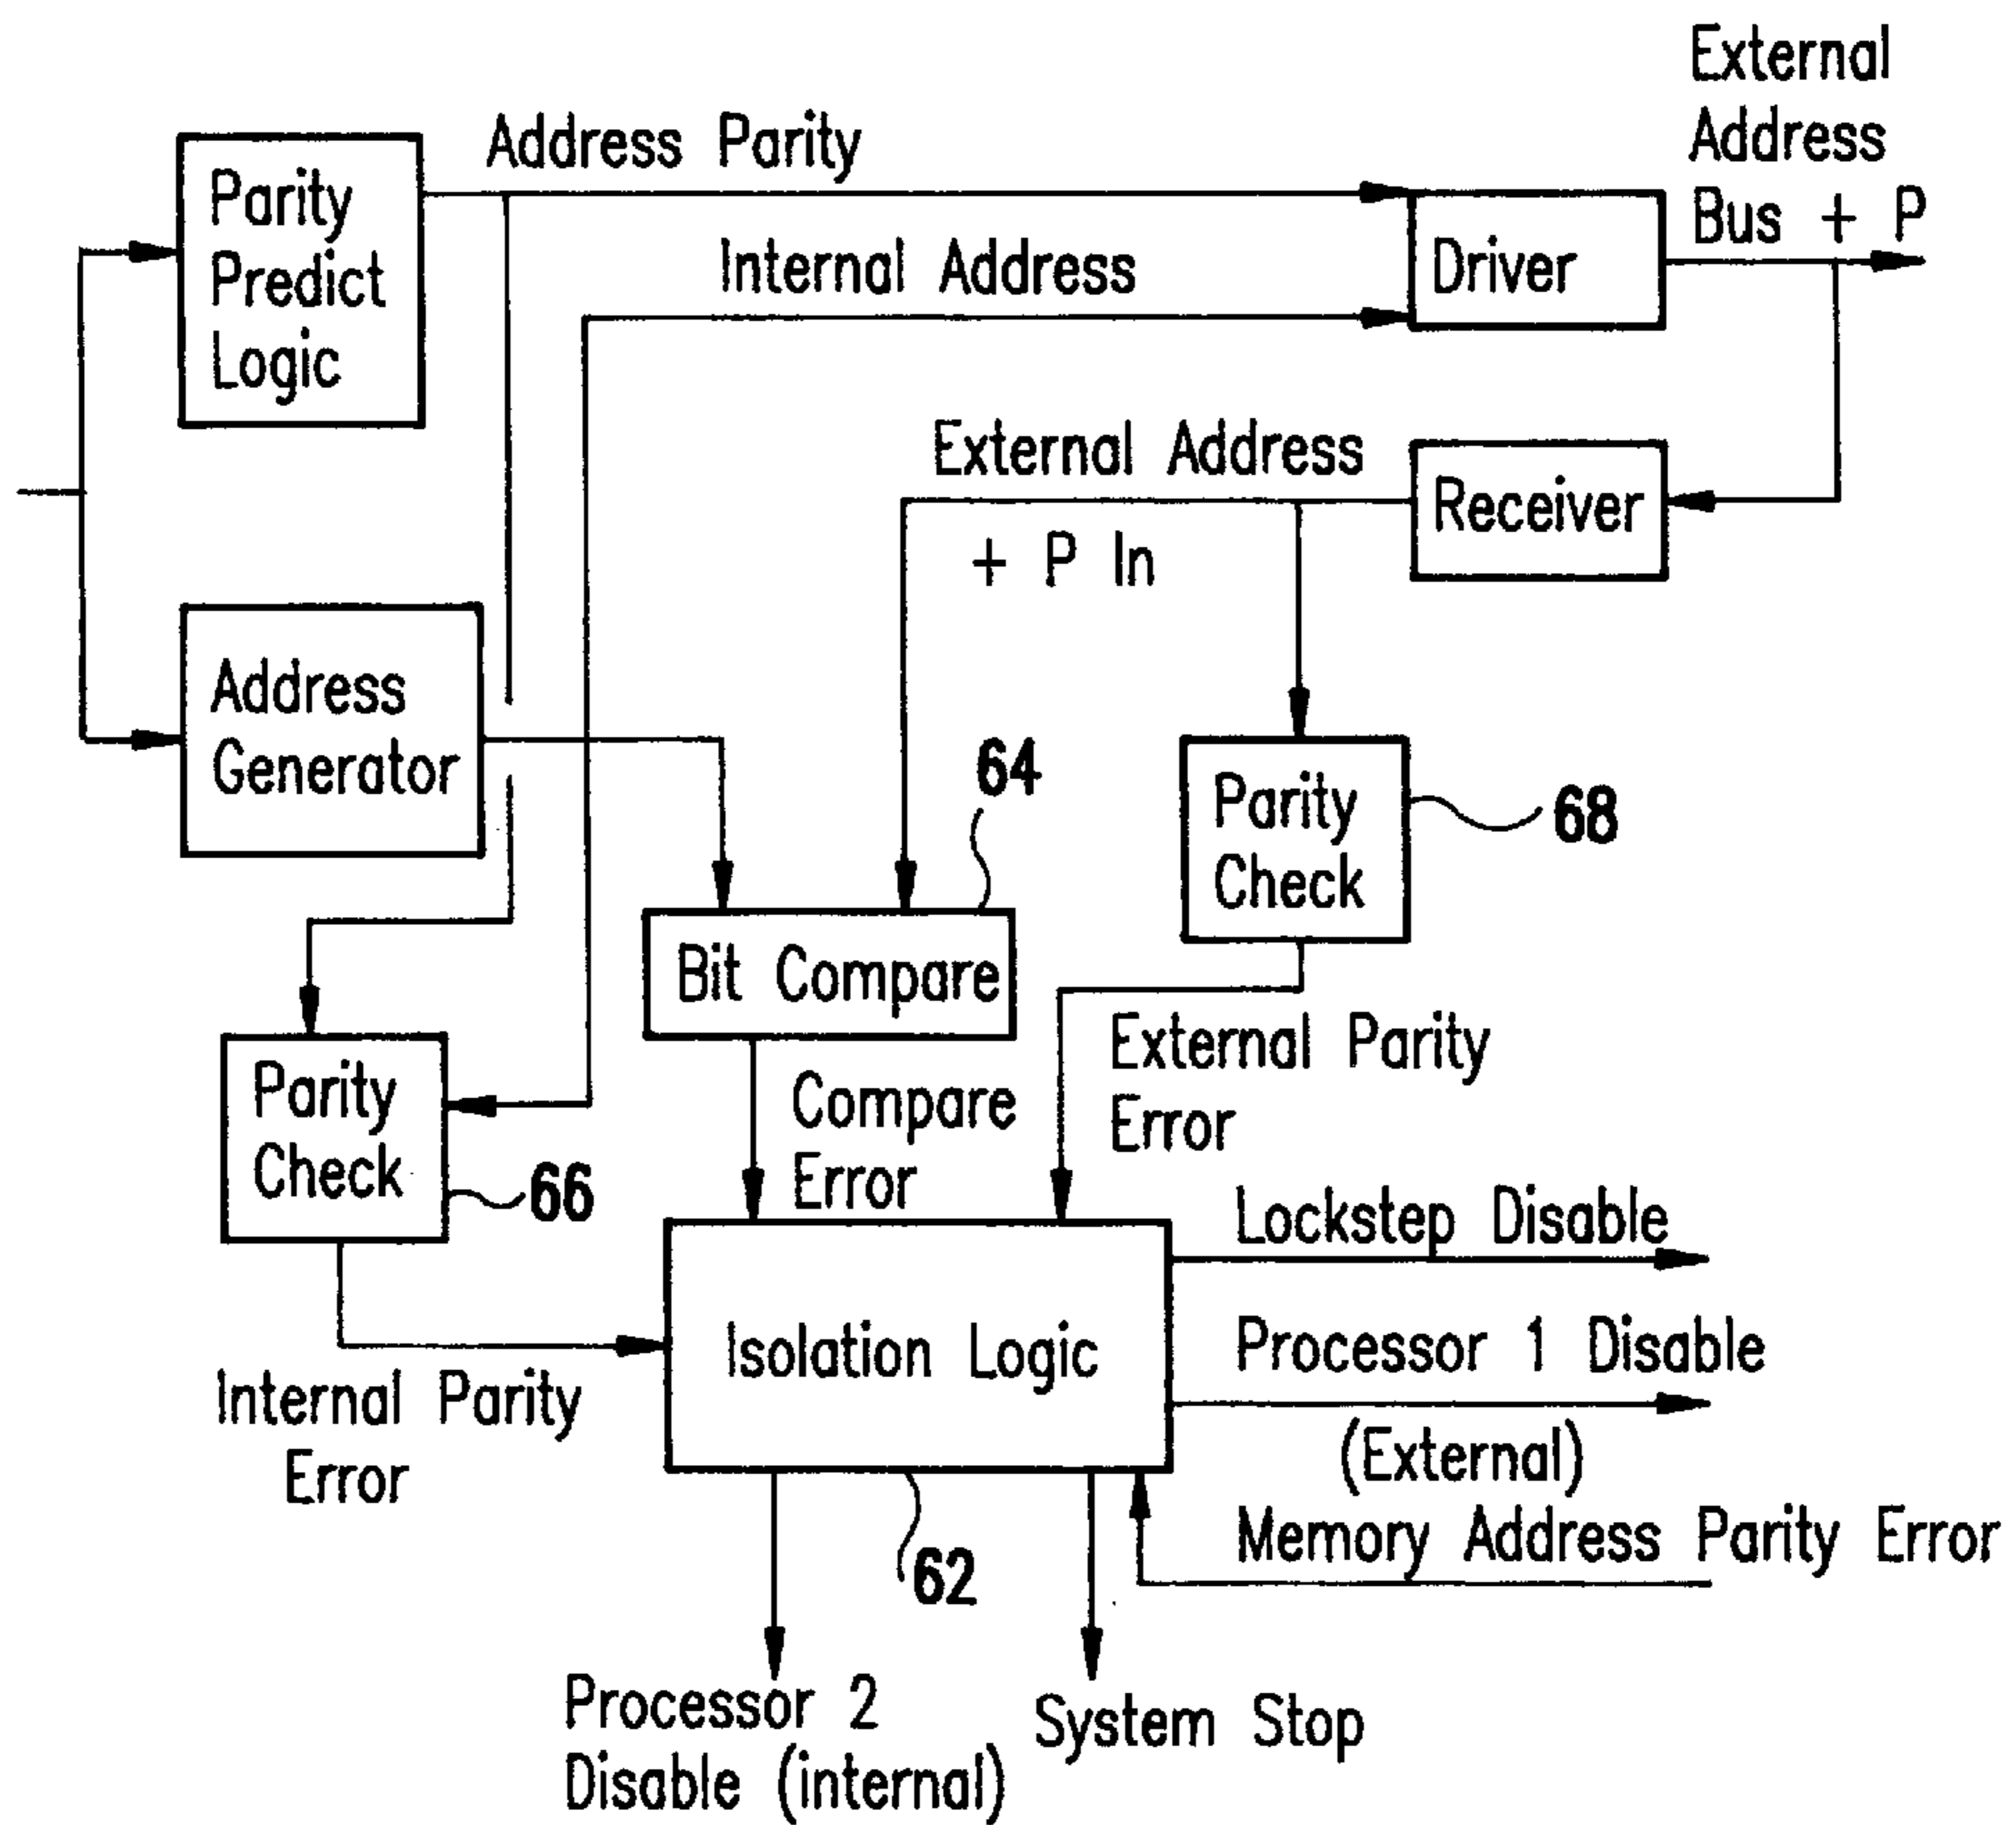 External
Address
Bus + P
Address Parity
Parity
Predict
Logic
Internal Address
Driver
External Address
+ P In
Receiver
Address
Generator
64
Parity
Check
68
Bit Compare
External Parity
Error
Parity
Check
66
Compare
Error
Lockstep Disable
Isolation Logic
Processor 1 Disable
(External)
Internal Parity
Error
Memory Address Parity Error
62
Processor 2
Disable (internal)
System Stop